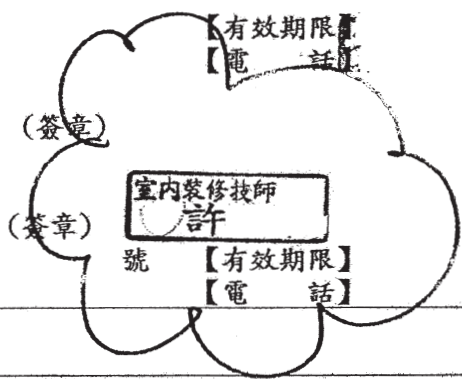 【有效期限】
【電　　話】
(簽章)
室內裝修技師
許
(簽章)
號　【有效期限】
【電　　話】